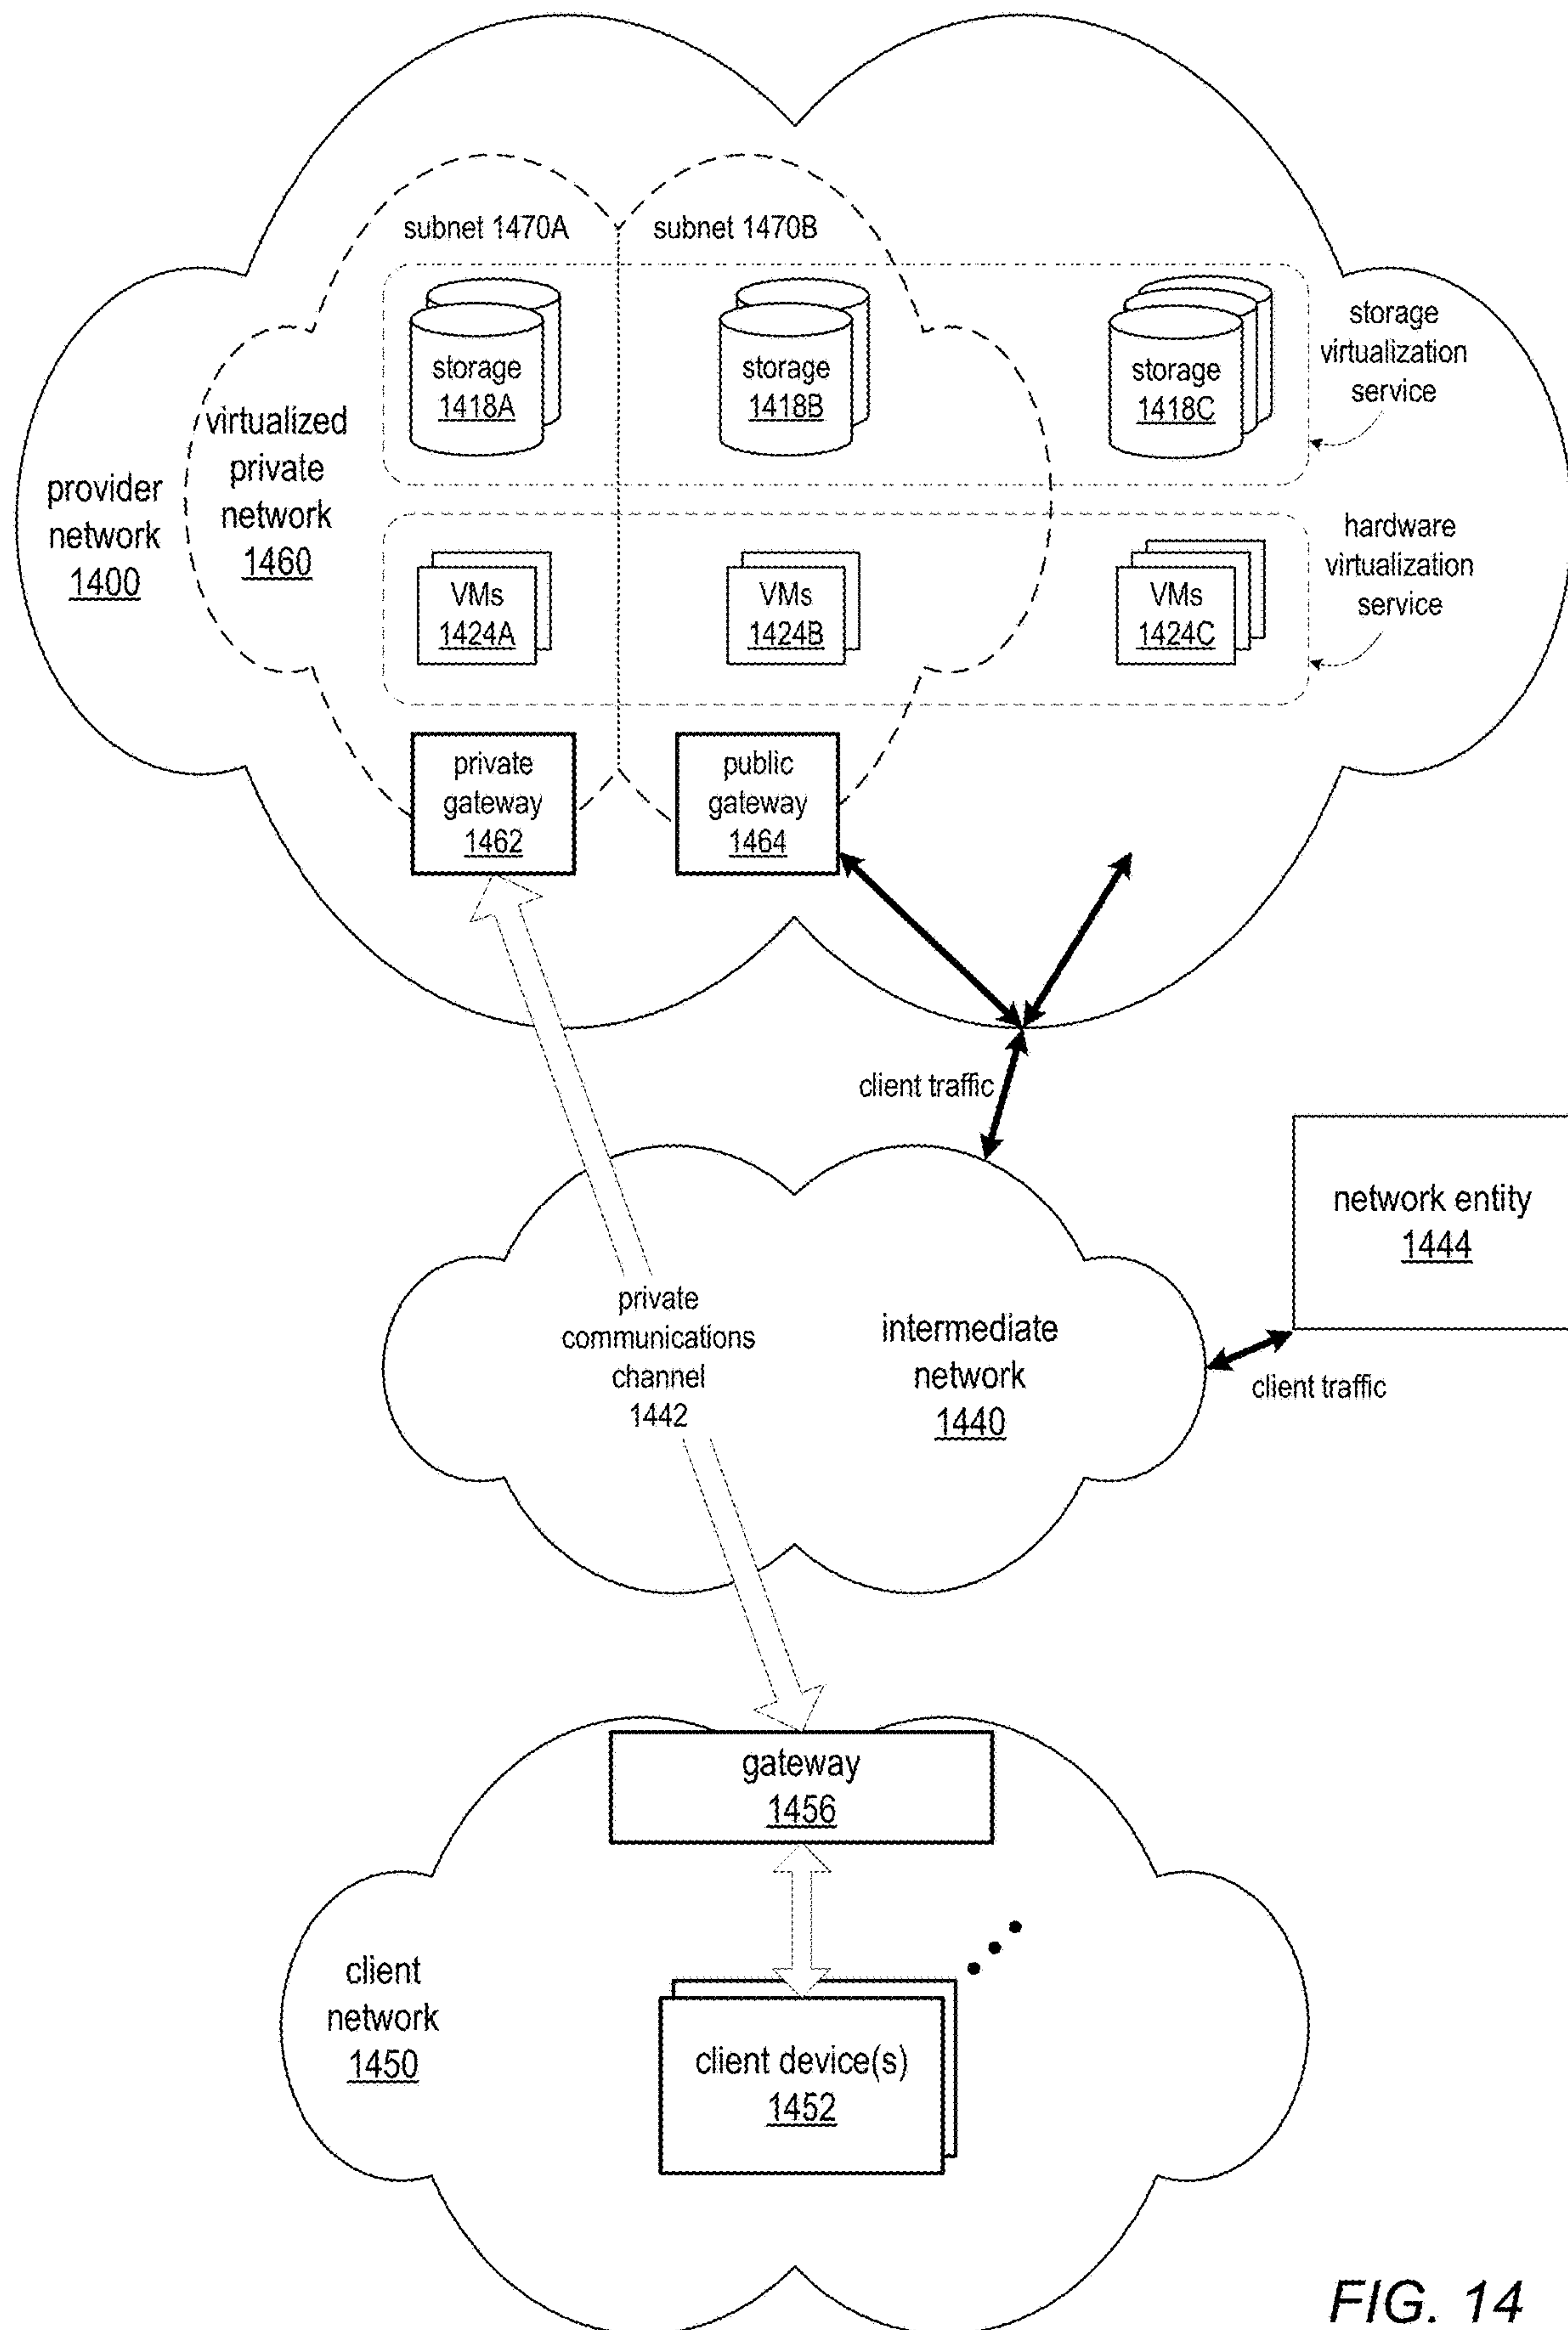 subnet 1470A
subnet 1470B
storage
1418A
storage
1418B
storage
1418C
storage
virtualization
service
provider
network
1400
virtualized
private
network
1460
VMs
1424A
VMs
1424B
VMs
1424C
hardware
virtualization
service
private
gateway
1462
public
gateway
1464
client traffic
network entity
1444
client traffic
private
communications
channel
1442
intermediate
network
1440
gateway
1456
client
network
1450
client device(s)
1452
FIG. 14